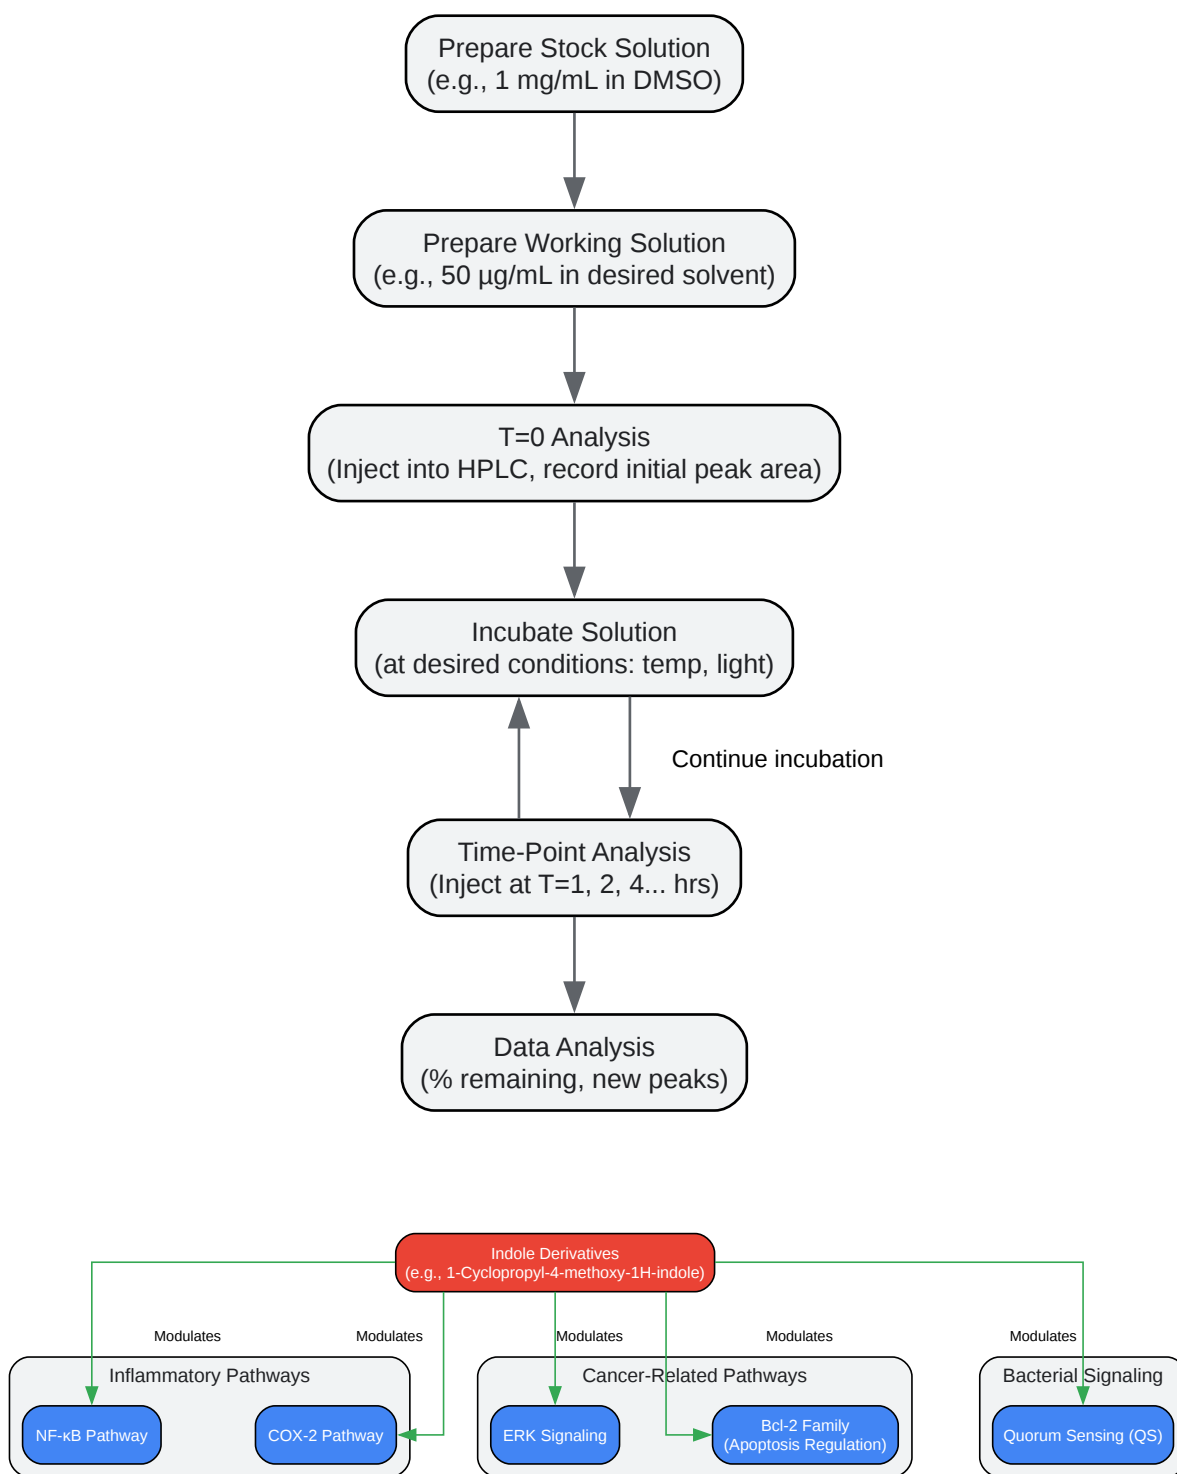 Prepare Stock Solution
(e.g., 1 mg/mL in DMSO)
Prepare Working Solution
(e.g., 50 µg/mL in desired solvent)
T=0 Analysis
(Inject into HPLC, record initial peak area)
Incubate Solution
(at desired conditions: temp, light)
Continue incubation
Time-Point Analysis
(Inject at T=1, 2, 4... hrs)
Data Analysis
(% remaining, new peaks)
Indole Derivatives
(e.g., 1-Cyclopropyl-4-methoxy-1H-indole)
Modulates
Modulates
Modulates
Modulates
Modulates
Inflammatory Pathways
Cancer-Related Pathways
Bacterial Signaling
NF-κB Pathway
COX-2 Pathway
ERK Signaling
Bcl-2 Family
(Apoptosis Regulation)
Quorum Sensing (QS)